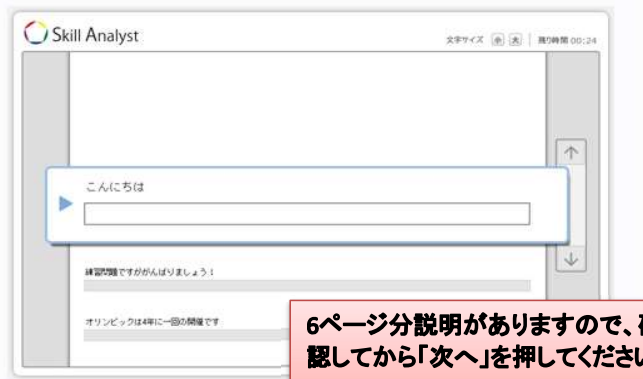 Skill Analyst
文字サイズ 小 大 残り時間 00:24
こんにちは
練習問題ですががんばりましょう！
オリンピックは4年に一回の開催です
6ページ分説明がありますので、確
認してから「次へ」を押してください